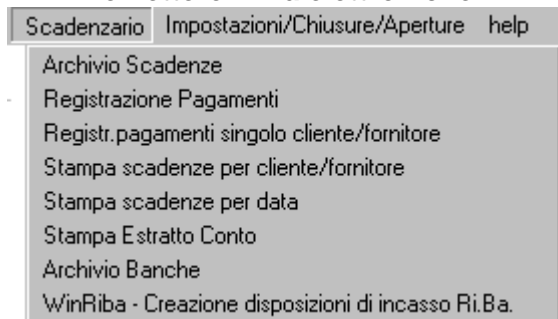 Scadenzario Impostazioni/Chiusure/Aperture help
Archivio Scadenze
Registrazione Pagamenti
Registr.pagamenti singolo cliente/fornitore
Stampa scadenze per cliente/fornitore
Stampa scadenze per data
Stampa Estratto Conto
Archivio Banche
WinRiba - Creazione disposizioni di incasso Ri.Ba.